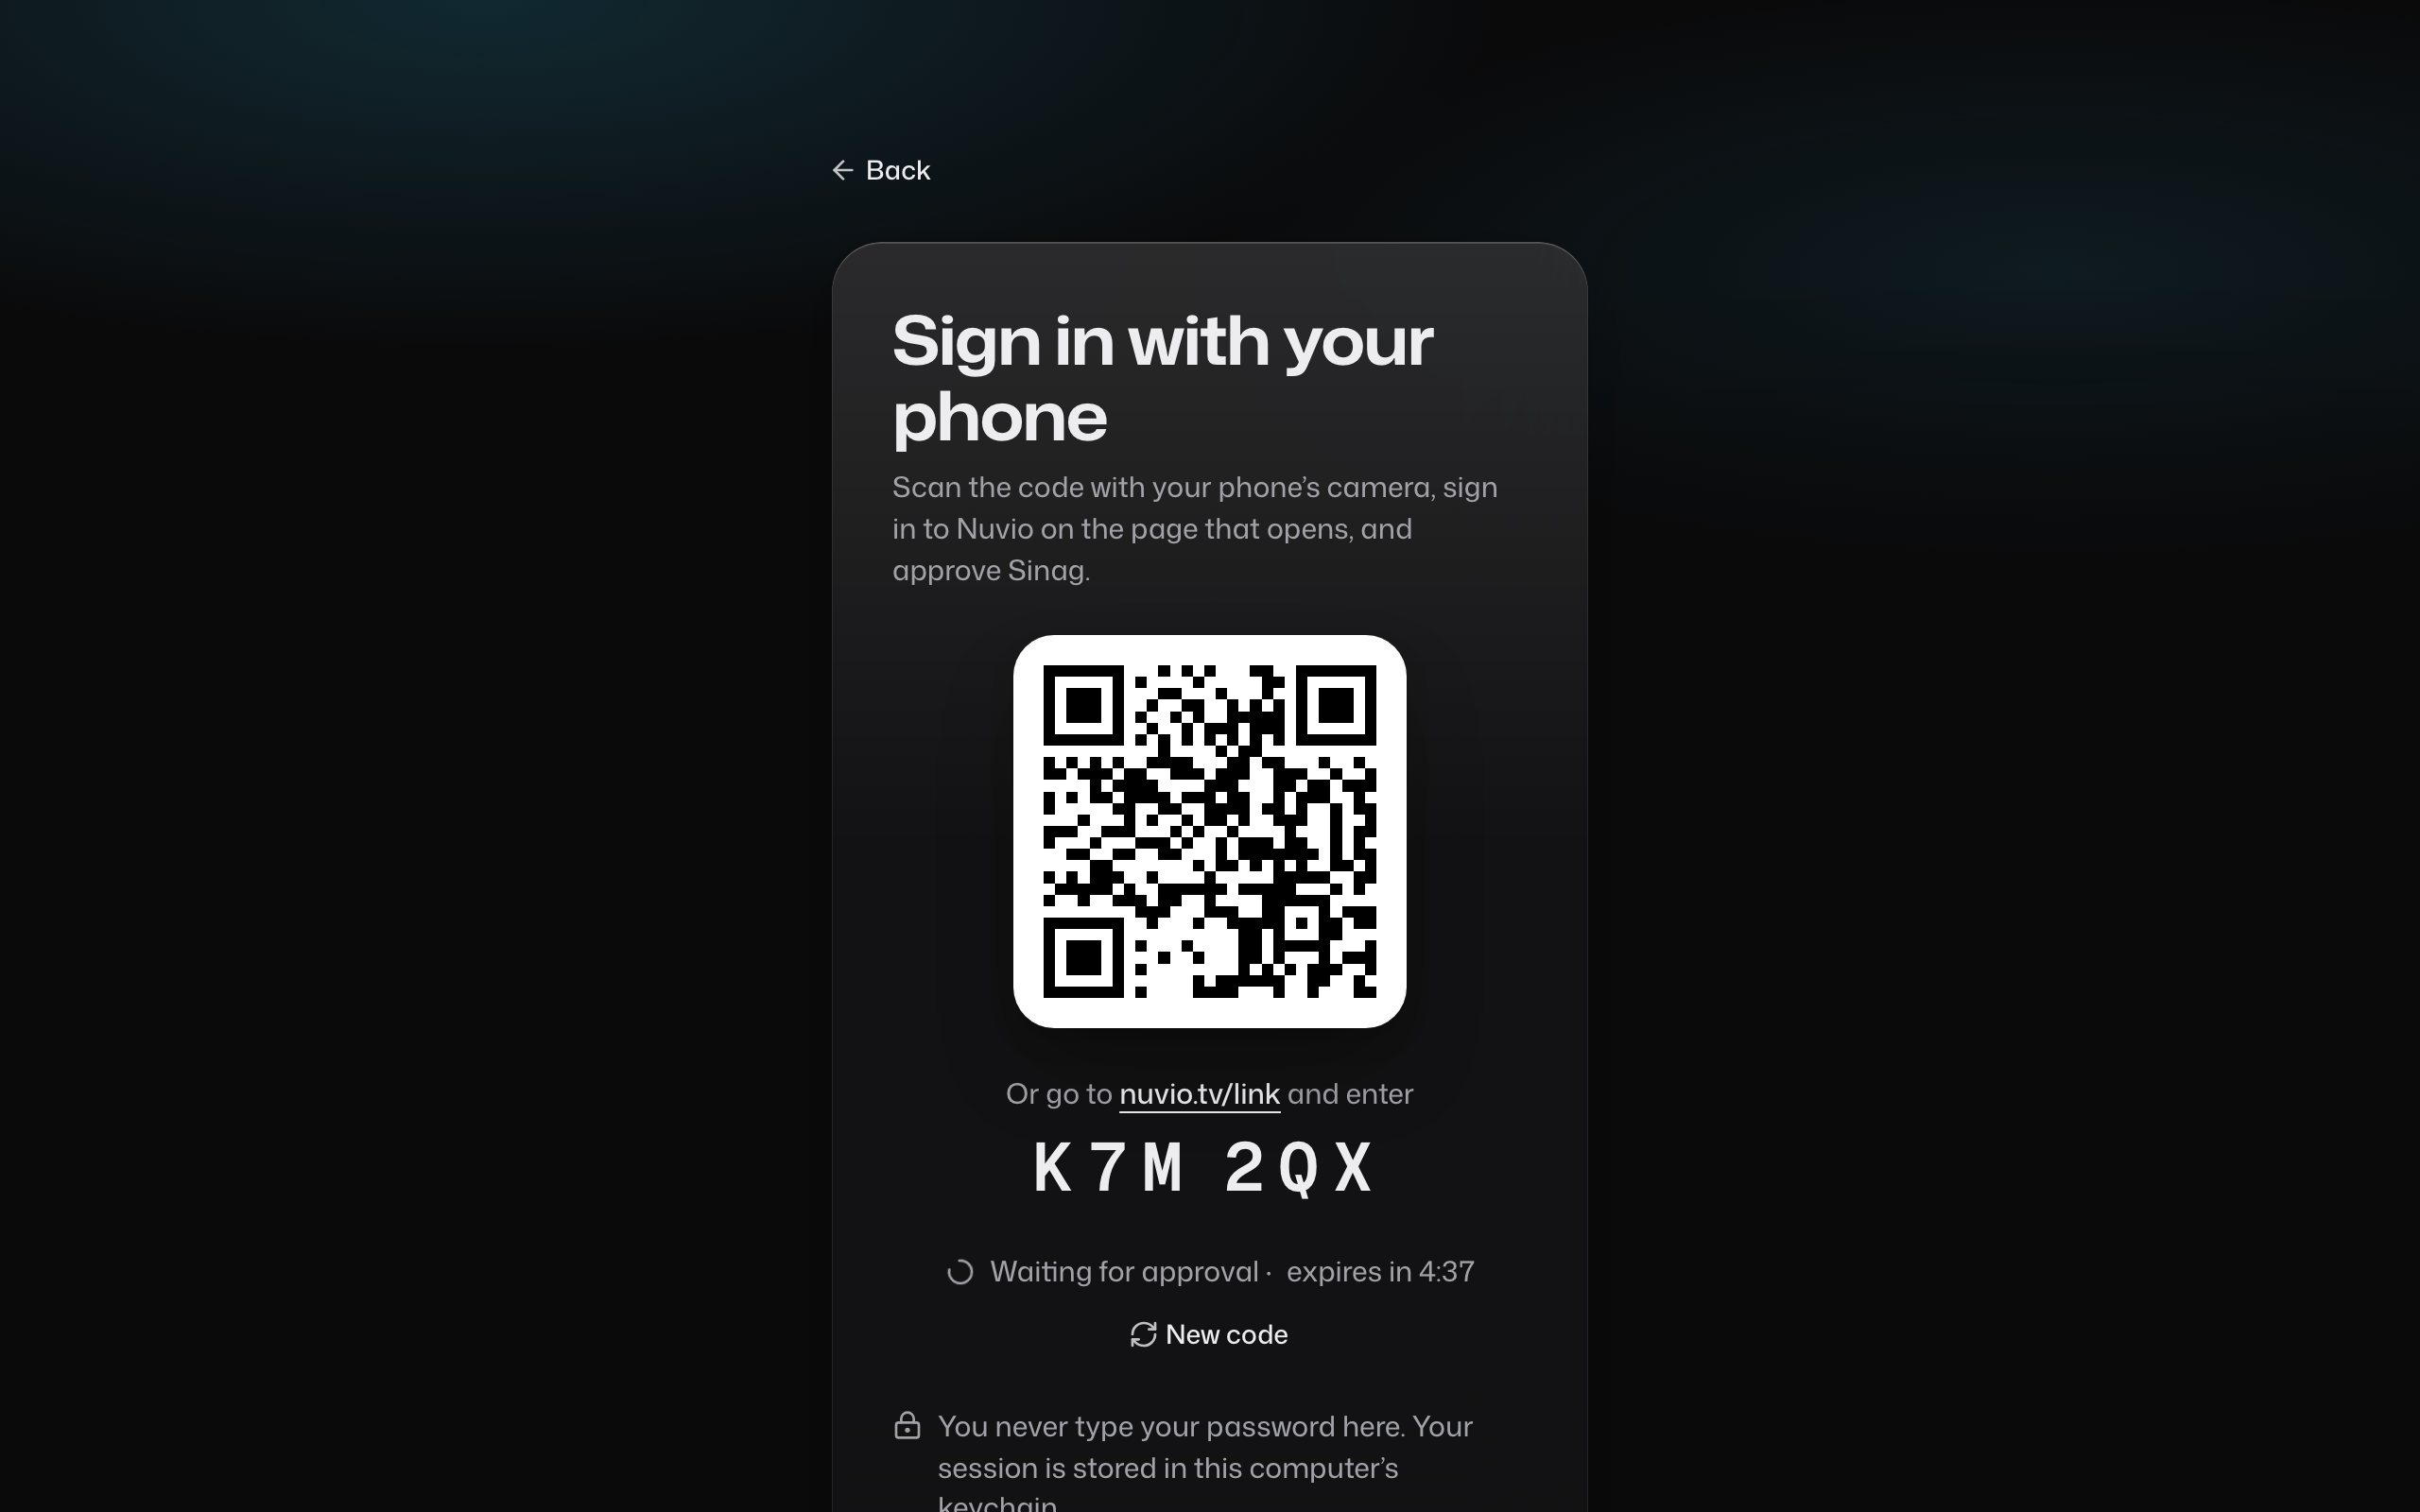 Back
Sign in with your
phone
Scan the code with your phone’s camera, sign
in to Nuvio on the page that opens, and
approve Sinag.
Or go to nuvio.tv/link and enter
K7M 2QX
Waiting for approval · expires in 4:37
New code
You never type your password here. Your
session is stored in this computer’s
keychain